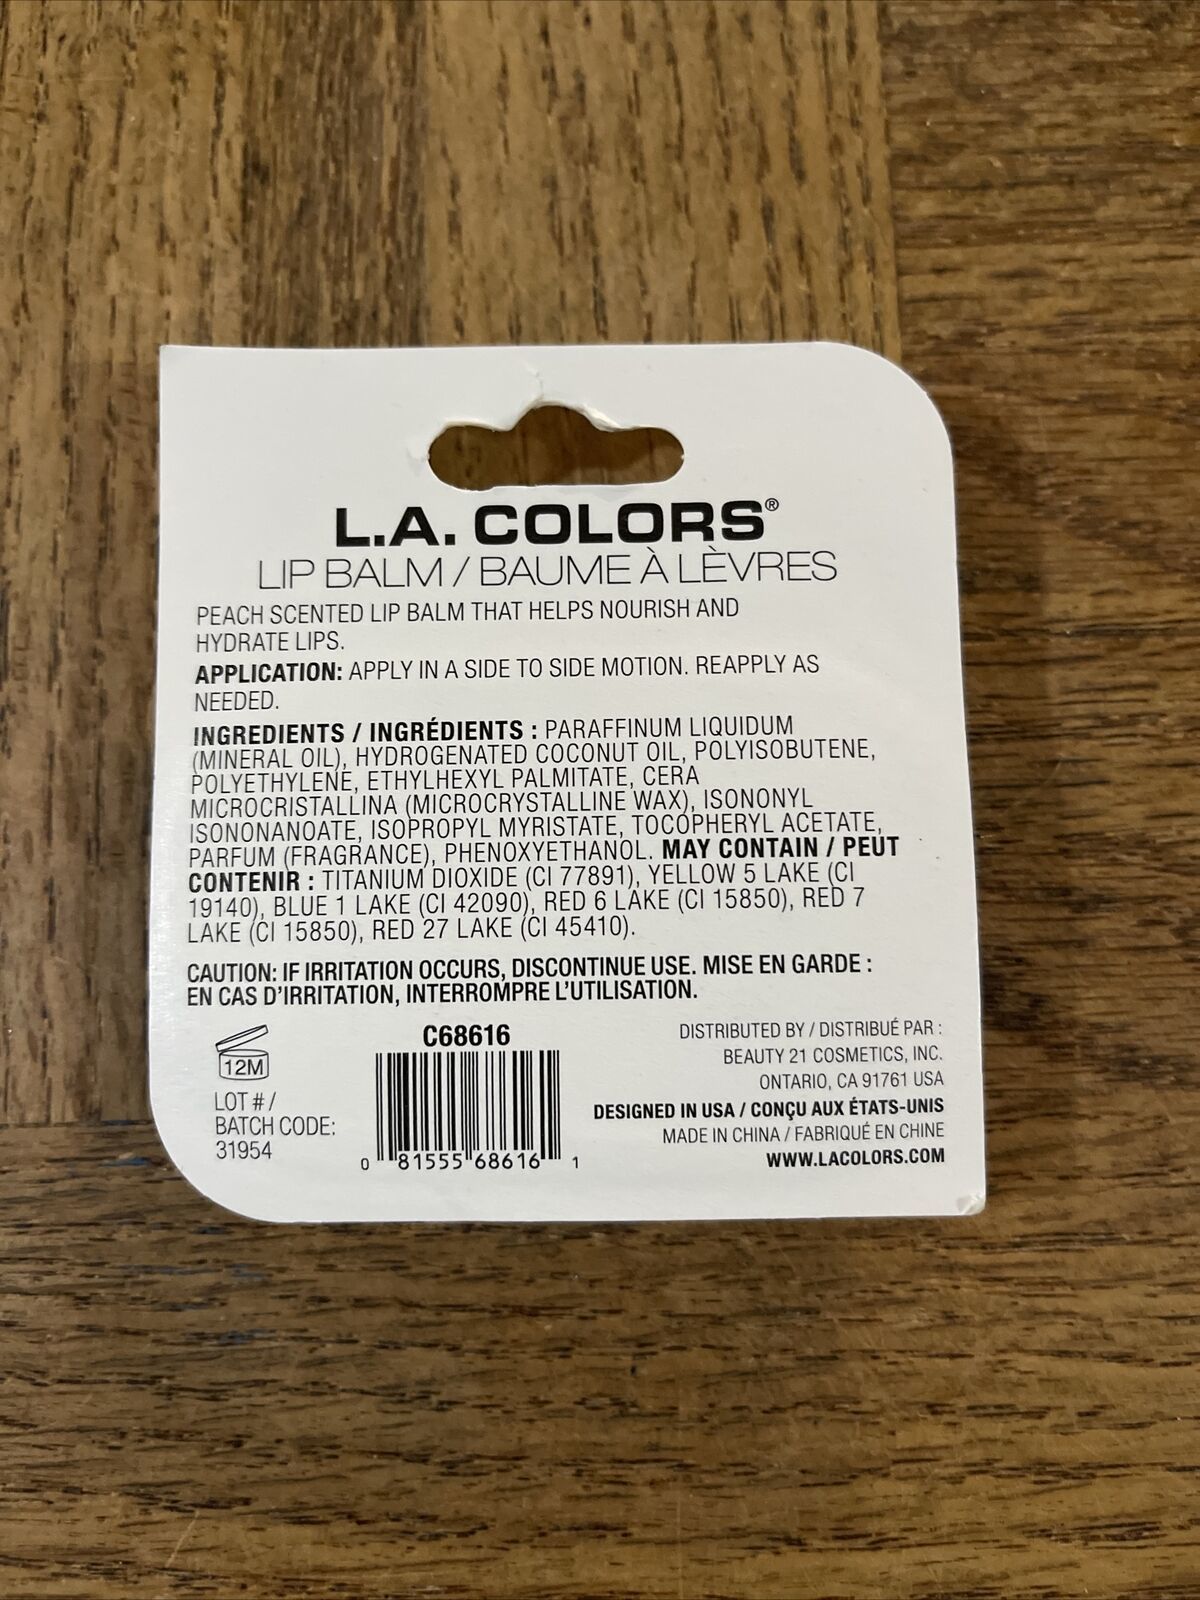 L.A. COLORS®
LIP BALM / BAUME À LÈVRES
PEACH SCENTED LIP BALM THAT HELPS NOURISH AND
HYDRATE LIPS.
APPLICATION: APPLY IN A SIDE TO SIDE MOTION. REAPPLY AS
NEEDED.
INGREDIENTS / INGRÉDIENTS : PARAFFINUM LIQUIDUM
(MINERAL OIL), HYDROGENATED COCONUT OIL, POLYISOBUTENE,
POLYETHYLENE, ETHYLHEXYL PALMITATE, CERA
MICROCRISTALLINA (MICROCRYSTALLINE WAX), ISONONYL
ISONONANOATE, ISOPROPYL MYRISTATE, TOCOPHERYL ACETATE,
PARFUM (FRAGRANCE), PHENOXYETHANOL. MAY CONTAIN / PEUT
CONTENIR : TITANIUM DIOXIDE (CI 77891), YELLOW 5 LAKE (CI
19140), BLUE 1 LAKE (CI 42090), RED 6 LAKE (CI 15850), RED 7
LAKE (CI 15850), RED 27 LAKE (CI 45410).
CAUTION: IF IRRITATION OCCURS, DISCONTINUE USE. MISE EN GARDE :
EN CAS D'IRRITATION, INTERROMPRE L'UTILISATION.
12M
LOT # /
BATCH CODE:
31954
C68616
0 81555 68616 1
DISTRIBUTED BY / DISTRIBUÉ PAR :
BEAUTY 21 COSMETICS, INC.
ONTARIO, CA 91761 USA
DESIGNED IN USA / CONÇU AUX ÉTATS-UNIS
MADE IN CHINA / FABRIQUÉ EN CHINE
WWW.LACOLORS.COM